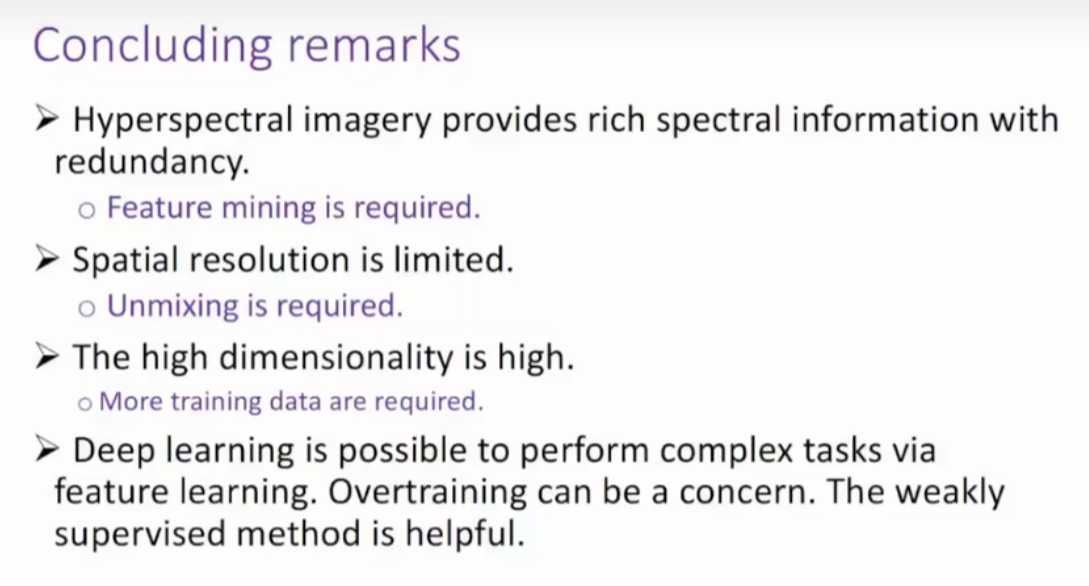 Concluding remarks
➤ Hyperspectral imagery provides rich spectral information with
redundancy.
○ Feature mining is required.
➤ Spatial resolution is limited.
○ Unmixing is required.
➤ The high dimensionality is high.
○ More training data are required.
➤ Deep learning is possible to perform complex tasks via
feature learning. Overtraining can be a concern. The weakly
supervised method is helpful.